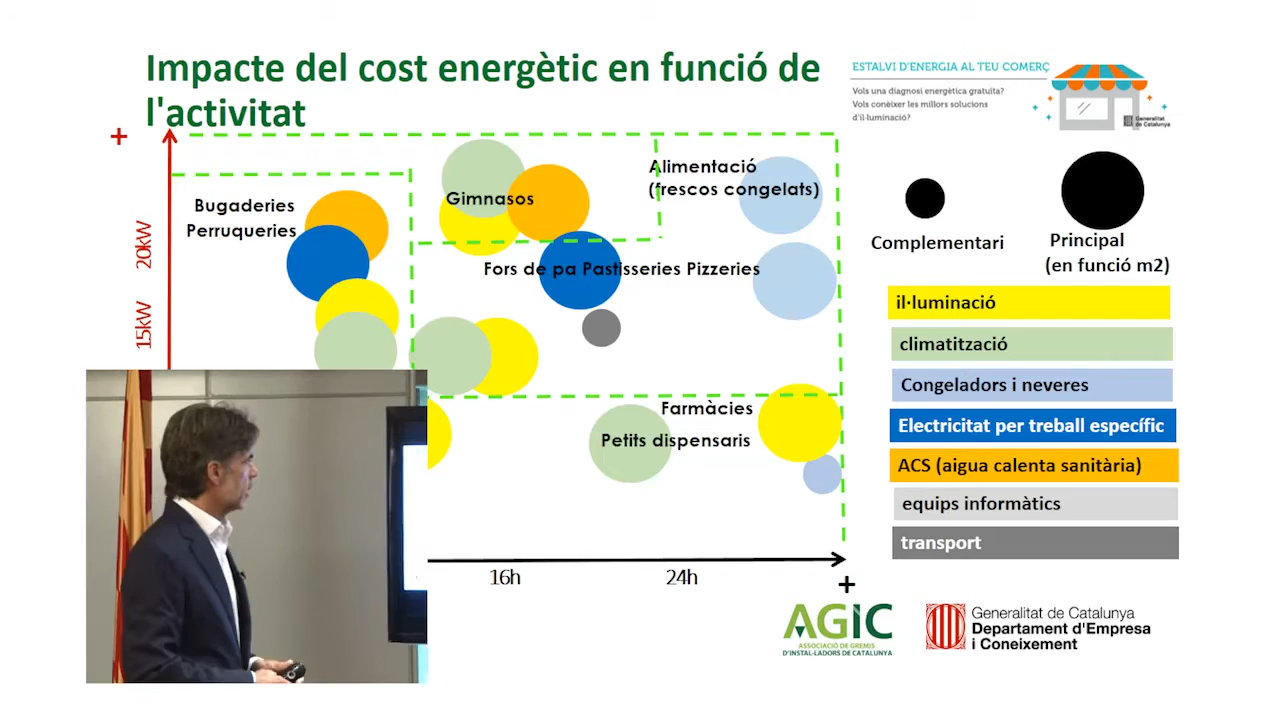 Impacte del cost energètic en funció de
l'activitat
ESTALVI D'ENERGIA AL TEU COMERÇ
Vols una diagnosi energètica gratuïta?
Vols conèixer les millors solucions
d'il·luminació?
Generalitat
de Catalunya
+
20kW
15kW
Bugaderies
Perruqueries
Gimnasos
Alimentació
(frescos congelats)
Fors de pa Pastisseries Pizzeries
Farmàcies
Petits dispensaris
16h
24h
+
Complementari
Principal
(en funció m2)
il·luminació
climatització
Congeladors i neveres
Electricitat per treball específic
ACS (aigua calenta sanitària)
equips informàtics
transport
AGIC
ASSOCIACIÓ DE GREMIS
D'INSTAL·LADORS DE CATALUNYA
Generalitat de Catalunya
Departament d'Empresa
i Coneixement